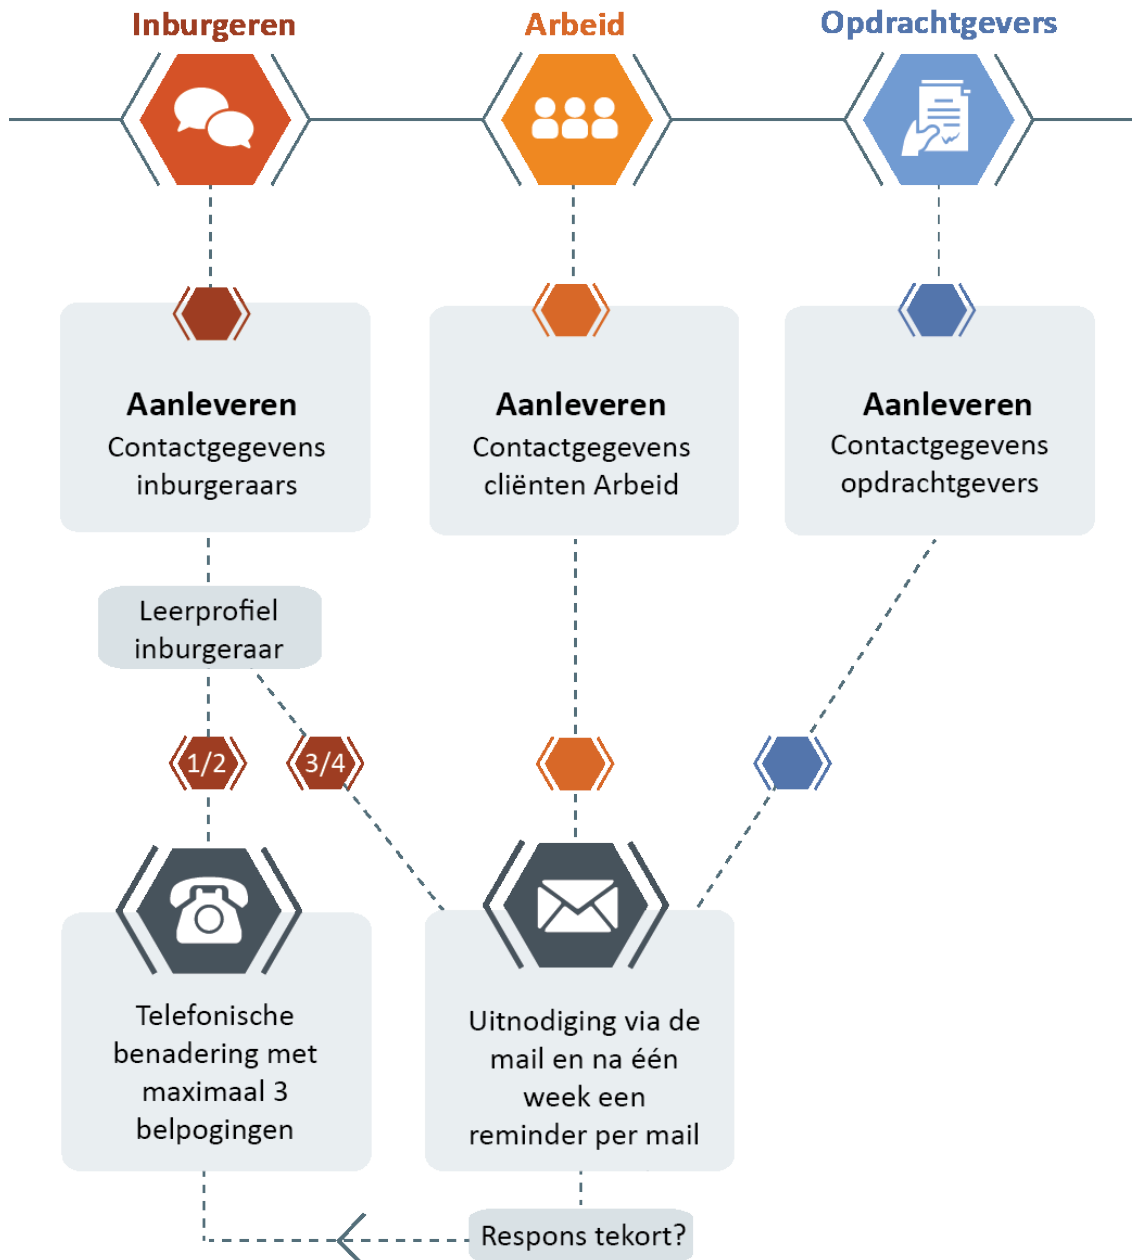 Inburgeren
Arbeid
Opdrachtgevers
Aanleveren
Contactgegevens
inburgeraars
Aanleveren
Contactgegevens
cliënten Arbeid
Aanleveren
Contactgegevens
opdrachtgevers
Leerprofiel
inburgeraar
1/2
3/4
Telefonische
benadering met
maximaal 3
belpogingen
Uitnodiging via de
mail en na één
week een
reminder per mail
Respons tekort?